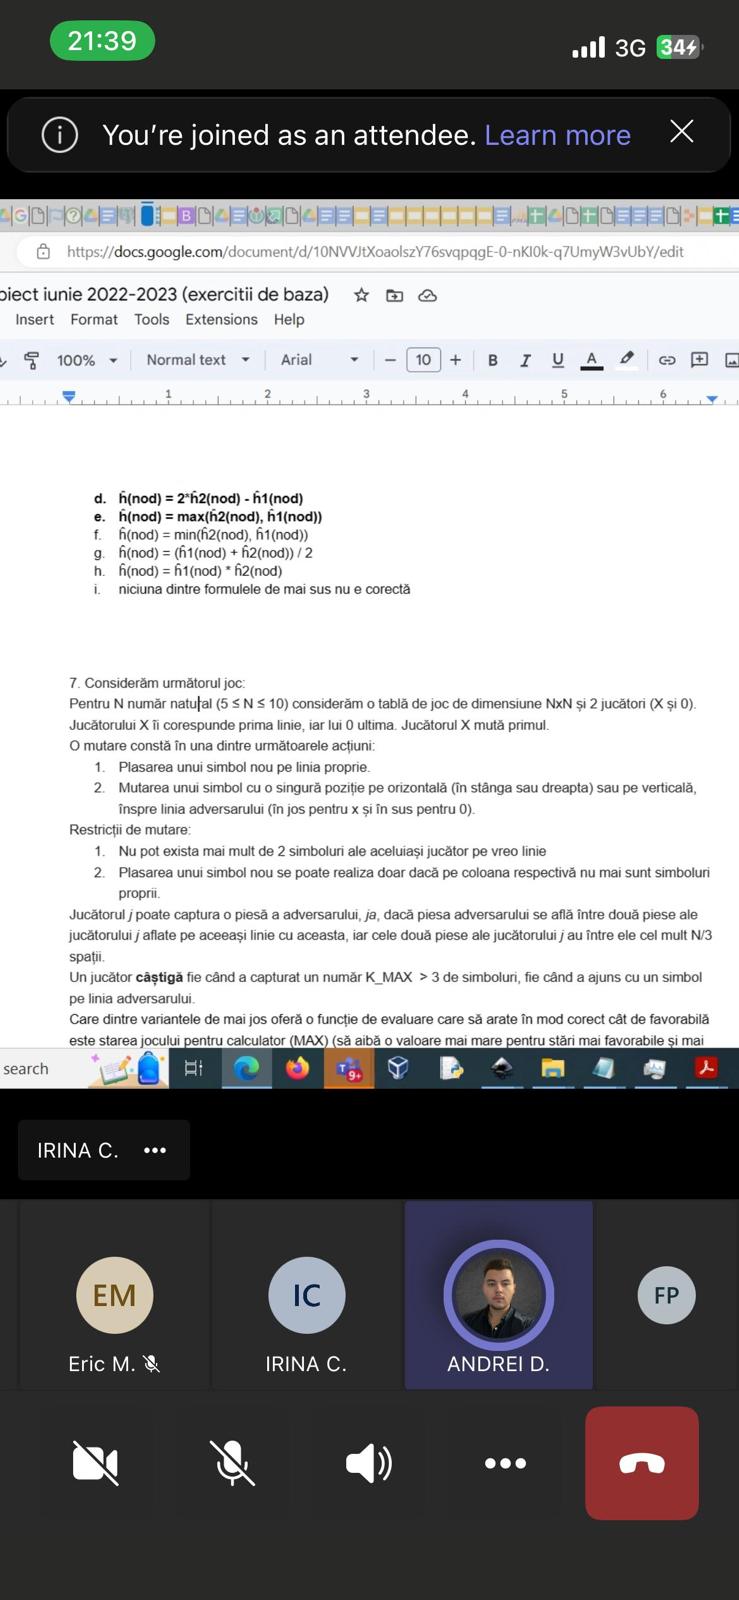 21:39
3G
34
You're joined as an attendee. Learn more
https://docs.google.com/document/d/10NVVJtXoaolszY76svqpqgE-0-nKI0k-q7UmyW3vUbY/edit
biect iunie 2022-2023 (exercitii de baza)
Insert Format Tools Extensions Help
100% Normal text Arial - 10 + B I U A
1 2 3 4 5 6
d. ĥ(nod) = 2*ĥ2(nod) - ĥ1(nod)
e. ĥ(nod) = max(ĥ2(nod), ĥ1(nod))
f. ĥ(nod) = min(ĥ2(nod), ĥ1(nod))
g. ĥ(nod) = (ĥ1(nod) + ĥ2(nod)) / 2
h. ĥ(nod) = ĥ1(nod) * ĥ2(nod)
i. niciuna dintre formulele de mai sus nu e corectă
7. Considerăm următorul joc:
Pentru N număr natural (5 ≤ N ≤ 10) considerăm o tablă de joc de dimensiune NxN și 2 jucători (X și 0).
Jucătorului X îi corespunde prima linie, iar lui 0 ultima. Jucătorul X mută primul.
O mutare constă în una dintre următoarele acțiuni:
1. Plasarea unui simbol nou pe linia proprie.
2. Mutarea unui simbol cu o singură poziție pe orizontală (în stânga sau dreapta) sau pe verticală,
înspre linia adversarului (în jos pentru x și în sus pentru 0).
Restricții de mutare:
1. Nu pot exista mai mult de 2 simboluri ale aceluiași jucător pe vreo linie
2. Plasarea unui simbol nou se poate realiza doar dacă pe coloana respectivă nu mai sunt simboluri
proprii.
Jucătorul j poate captura o piesă a adversarului, ja, dacă piesa adversarului se află între două piese ale
jucătorului j aflate pe aceeași linie cu aceasta, iar cele două piese ale jucătorului j au între ele cel mult N/3
spații.
Un jucător câștigă fie când a capturat un număr K_MAX > 3 de simboluri, fie când a ajuns cu un simbol
pe linia adversarului.
Care dintre variantele de mai jos oferă o funcție de evaluare care să arate în mod corect cât de favorabilă
este starea jocului pentru calculator (MAX) (să aibă o valoare mai mare pentru stări mai favorabile și mai
search
9+
IRINA C. •••
EM
IC
FP
Eric M.
IRINA C.
ANDREI D.